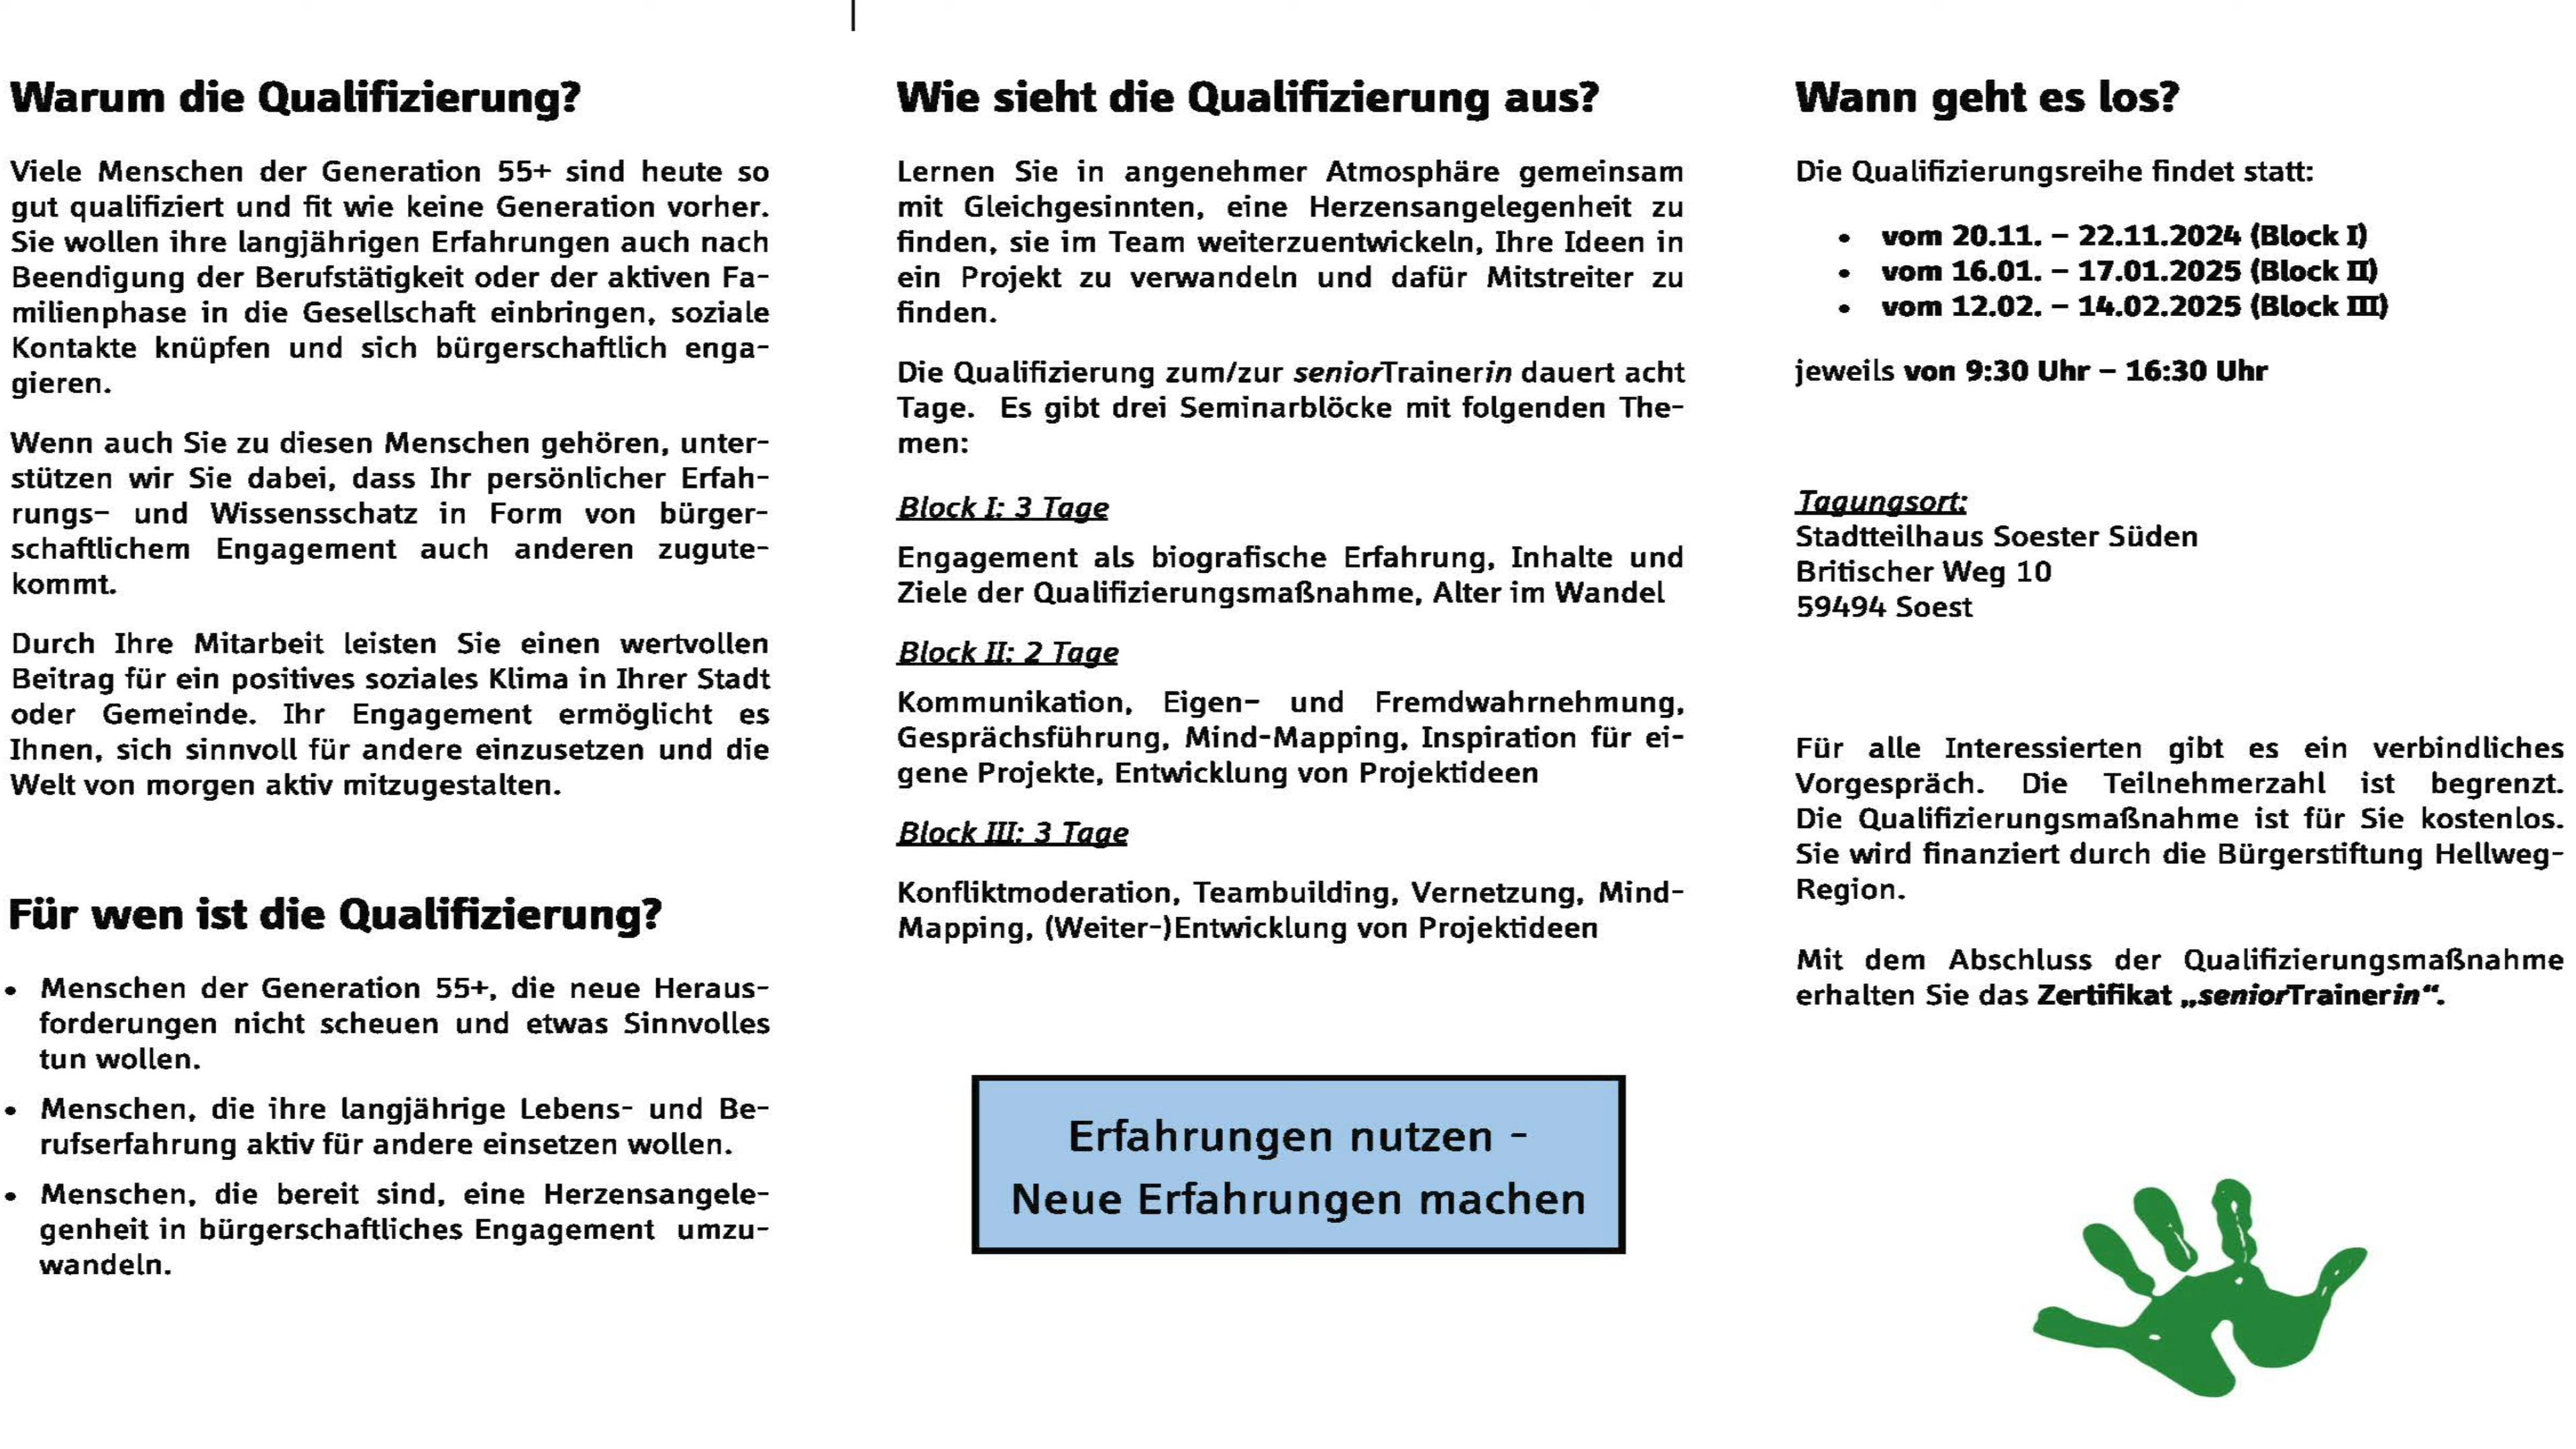 Warum die Qualifizierung?
Viele Menschen der Generation 55+ sind heute so
gut qualifiziert und fit wie keine Generation vorher.
Sie wollen ihre langjährigen Erfahrungen auch nach
Beendigung der Berufstätigkeit oder der aktiven Fa-
milienphase in die Gesellschaft einbringen, soziale
Kontakte knüpfen und sich bürgerschaftlich enga-
gieren.
Wenn auch Sie zu diesen Menschen gehören, unter-
stützen wir Sie dabei, dass Ihr persönlicher Erfah-
rungs- und Wissensschatz in Form von bürger-
schaftlichem Engagement auch anderen zugute-
kommt.
Durch Ihre Mitarbeit leisten Sie einen wertvollen
Beitrag für ein positives soziales Klima in Ihrer Stadt
oder Gemeinde. Ihr Engagement ermöglicht es
Ihnen, sich sinnvoll für andere einzusetzen und die
Welt von morgen aktiv mitzugestalten.
Für wen ist die Qualifizierung?
• Menschen der Generation 55+, die neue Heraus-
forderungen nicht scheuen und etwas Sinnvolles
tun wollen.
• Menschen, die ihre langjährige Lebens- und Be-
rufserfahrung aktiv für andere einsetzen wollen.
• Menschen, die bereit sind, eine Herzensangele-
genheit in bürgerschaftliches Engagement umzu-
wandeln.
Wie sieht die Qualifizierung aus?
Lernen Sie in angenehmer Atmosphäre gemeinsam
mit Gleichgesinnten, eine Herzensangelegenheit zu
finden, sie im Team weiterzuentwickeln, Ihre Ideen in
ein Projekt zu verwandeln und dafür Mitstreiter zu
finden.
Die Qualifizierung zum/zur seniorTrainerin dauert acht
Tage. Es gibt drei Seminarblöcke mit folgenden The-
men:
Block I: 3 Tage
Engagement als biografische Erfahrung, Inhalte und
Ziele der Qualifizierungsmaßnahme, Alter im Wandel
Block II: 2 Tage
Kommunikation, Eigen- und Fremdwahrnehmung,
Gesprächsführung, Mind-Mapping, Inspiration für ei-
gene Projekte, Entwicklung von Projektideen
Block III: 3 Tage
Konfliktmoderation, Teambuilding, Vernetzung, Mind-
Mapping, (Weiter-)Entwicklung von Projektideen
Erfahrungen nutzen -
Neue Erfahrungen machen
Wann geht es los?
Die Qualifizierungsreihe findet statt:
• vom 20.11. – 22.11.2024 (Block I)
• vom 16.01. – 17.01.2025 (Block II)
• vom 12.02. – 14.02.2025 (Block III)
jeweils von 9:30 Uhr – 16:30 Uhr
Tagungsort:
Stadtteilhaus Soester Süden
Britischer Weg 10
59494 Soest
Für alle Interessierten gibt es ein verbindliches
Vorgespräch. Die Teilnehmerzahl ist begrenzt.
Die Qualifizierungsmaßnahme ist für Sie kostenlos.
Sie wird finanziert durch die Bürgerstiftung Hellweg-
Region.
Mit dem Abschluss der Qualifizierungsmaßnahme
erhalten Sie das Zertifikat „seniorTrainerin“.